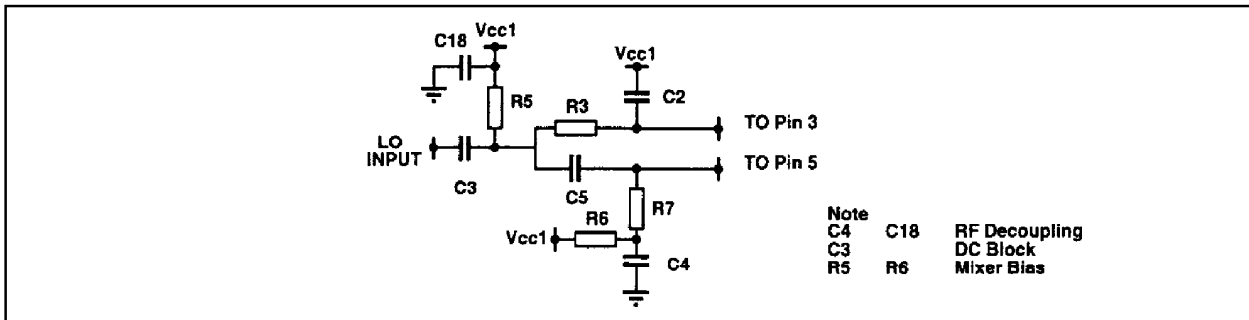 C18
Vcc1
Vcc1
R5
C2
R3
TO Pin 3
LO
INPUT
C3
C5
TO Pin 5
R7
R6
Vcc1
C4
Note
C4 C18 RF Decoupling
C3 DC Block
R5 R6 Mixer Bias